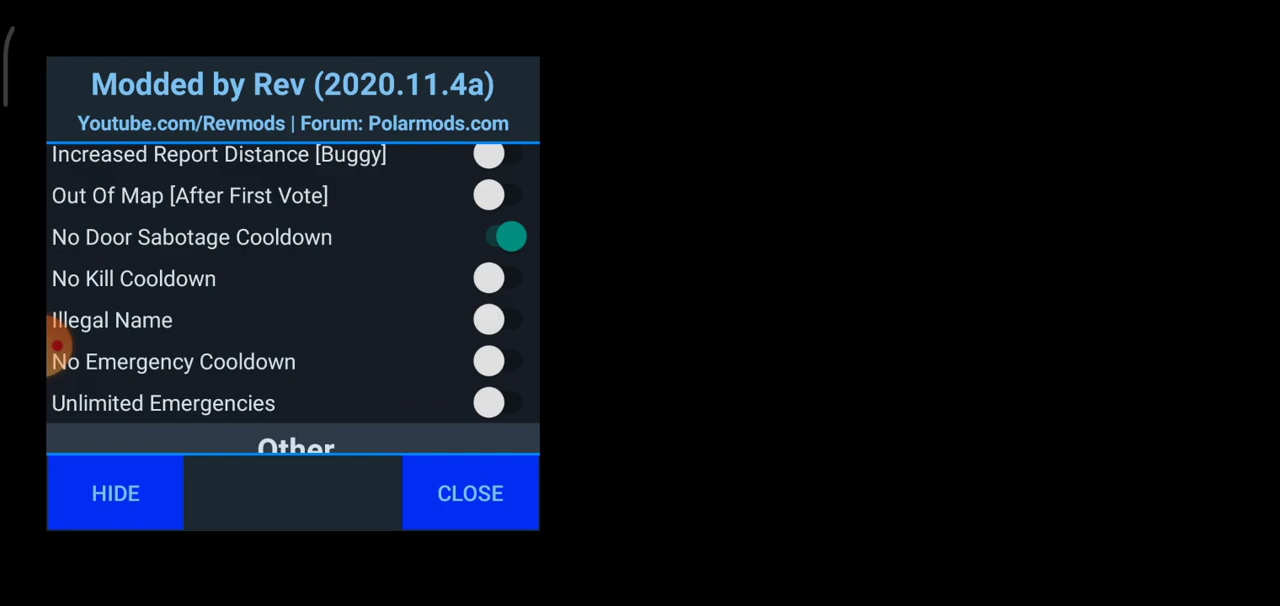 Modded by Rev (2020.11.4a)
Youtube.com/Revmods | Forum: Polarmods.com
Increased Report Distance [Buggy]
Out Of Map [After First Vote]
No Door Sabotage Cooldown
No Kill Cooldown
Illegal Name
No Emergency Cooldown
Unlimited Emergencies
Other
HIDE
CLOSE